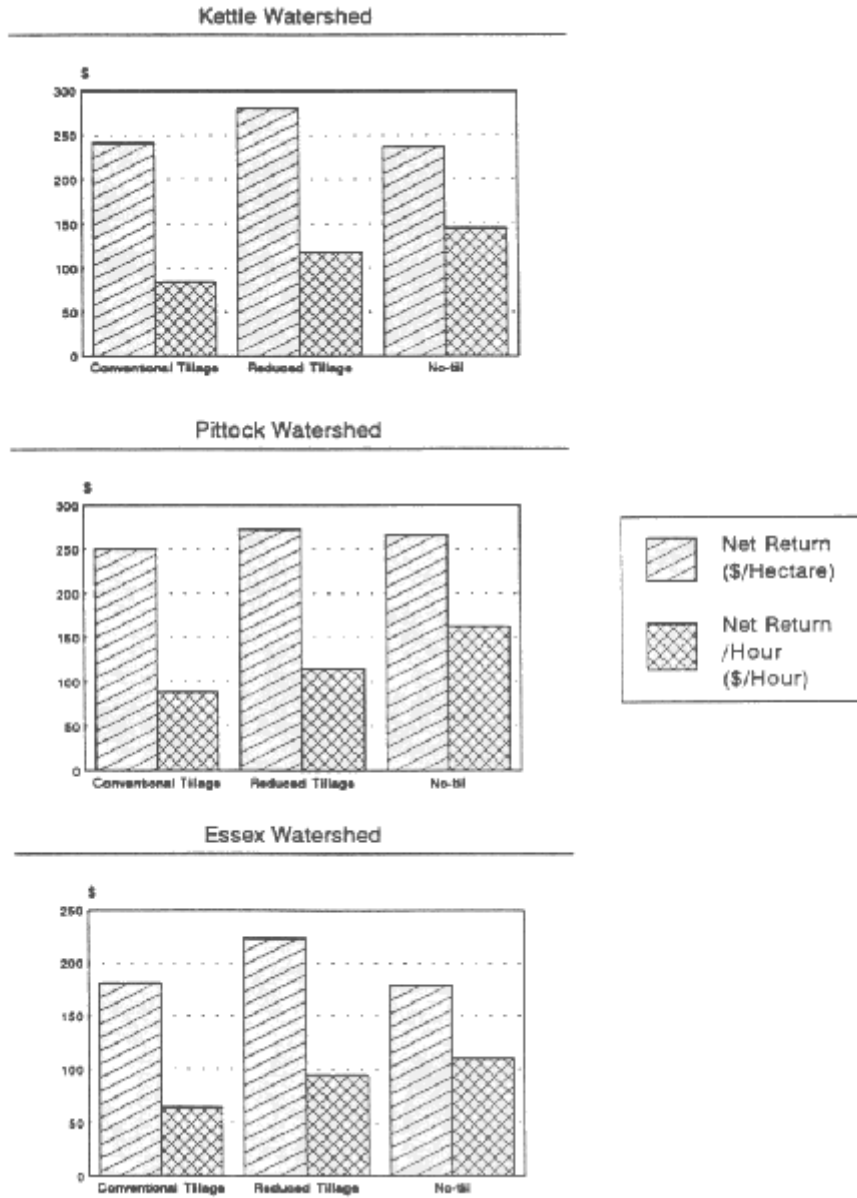 Kettle Watershed
$
300
250
200
150
100
50
0
Conventional Tillage Reduced Tillage No-till
Pittock Watershed
$
300
250
200
150
100
50
0
Conventional Tillage Reduced Tillage No-till
Net Return
($/Hectare)
Net Return
/Hour
($/Hour)
Essex Watershed
$
250
200
150
100
50
0
Conventional Tillage Reduced Tillage No-till